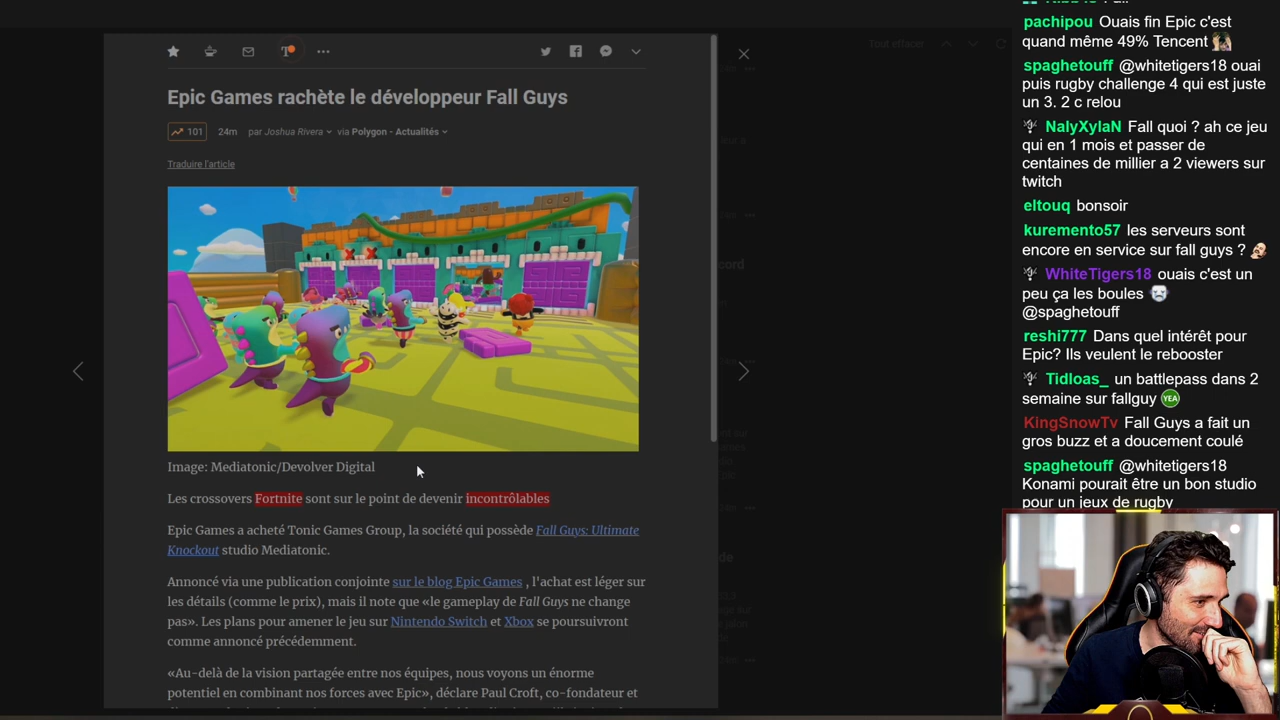 Epic Games rachète le développeur Fall Guys
101 24m par Joshua Rivera via Polygon - Actualités
Traduire l'article
Image: Mediatonic/Devolver Digital
Les crossovers Fortnite sont sur le point de devenir incontrôlables
Epic Games a acheté Tonic Games Group, la société qui possède Fall Guys: Ultimate
Knockout studio Mediatonic.
Annoncé via une publication conjointe sur le blog Epic Games , l'achat est léger sur
les détails (comme le prix), mais il note que «le gameplay de Fall Guys ne change
pas». Les plans pour amener le jeu sur Nintendo Switch et Xbox se poursuivront
comme annoncé précédemment.
«Au-delà de la vision partagée entre nos équipes, nous voyons un énorme
potentiel en combinant nos forces avec Epic», déclare Paul Croft, co-fondateur et
Tout effacer
pachipou Ouais fin Epic c'est
quand même 49% Tencent
spaghetouff @whitetigers18 ouai
puis rugby challenge 4 qui est juste
un 3. 2 c relou
NalyXylaN Fall quoi ? ah ce jeu
qui en 1 mois et passer de
centaines de millier a 2 viewers sur
twitch
eltouq bonsoir
kuremento57 les serveurs sont
encore en service sur fall guys ?
WhiteTigers18 ouais c'est un
peu ça les boules
@spaghetouff
reshi777 Dans quel intérêt pour
Epic? Ils veulent le rebooster
Tidloas_ un battlepass dans 2
semaine sur fallguy YEA
KingSnowTv Fall Guys a fait un
gros buzz et a doucement coulé
spaghetouff @whitetigers18
Konami pourait être un bon studio
pour un jeux de rugby